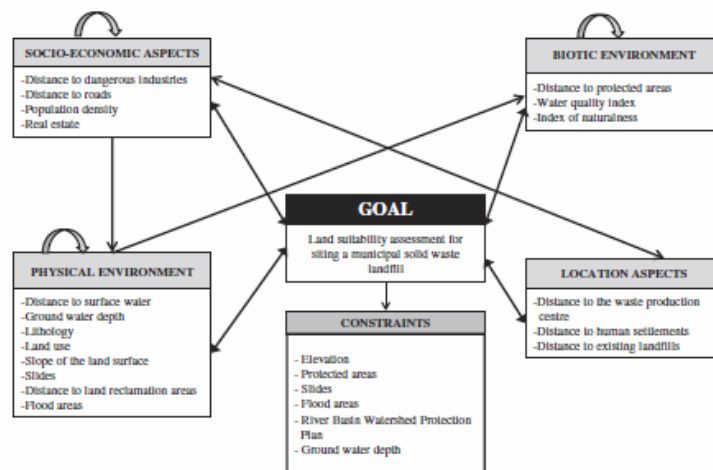 SOCIO-ECONOMIC ASPECTS
-Distance to dangerous industries
-Distance to roads
-Population density
-Real estate
BIOTIC ENVIRONMENT
-Distance to protected areas
-Water quality index
-Index of naturalness
GOAL
Land suitability assessment for
siting a municipal solid waste
landfill
PHYSICAL ENVIRONMENT
-Distance to surface water
-Ground water depth
-Lithology
-Land use
-Slope of the land surface
-Slides
-Distance to land reclamation areas
-Flood areas
CONSTRAINTS
- Elevation
- Protected areas
- Slides
- Flood areas
- River Basin Watershed Protection
Plan
- Ground water depth
LOCATION ASPECTS
-Distance to the waste production
centre
-Distance to human settlements
-Distance to existing landfills